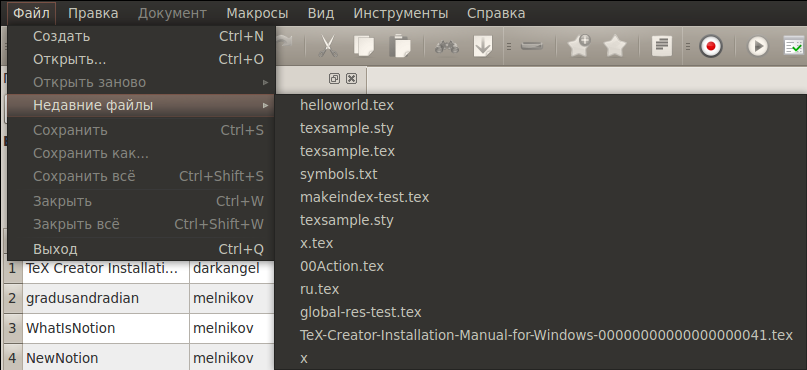 Файл Правка Документ Макросы Вид Инструменты Справка
Создать Ctrl+N
Открыть... Ctrl+O
Открыть заново
Недавние файлы
Сохранить Ctrl+S
Сохранить как...
Сохранить всё Ctrl+Shift+S
Закрыть Ctrl+W
Закрыть всё Ctrl+Shift+W
Выход Ctrl+Q
helloworld.tex
texsample.sty
texsample.tex
symbols.txt
makeindex-test.tex
texsample.sty
x.tex
00Action.tex
ru.tex
global-res-test.tex
TeX-Creator-Installation-Manual-for-Windows-00000000000000000041.tex
x
1 TeX Creator Installati... darkangel
2 gradusandradian melnikov
3 WhatIsNotion melnikov
4 NewNotion melnikov